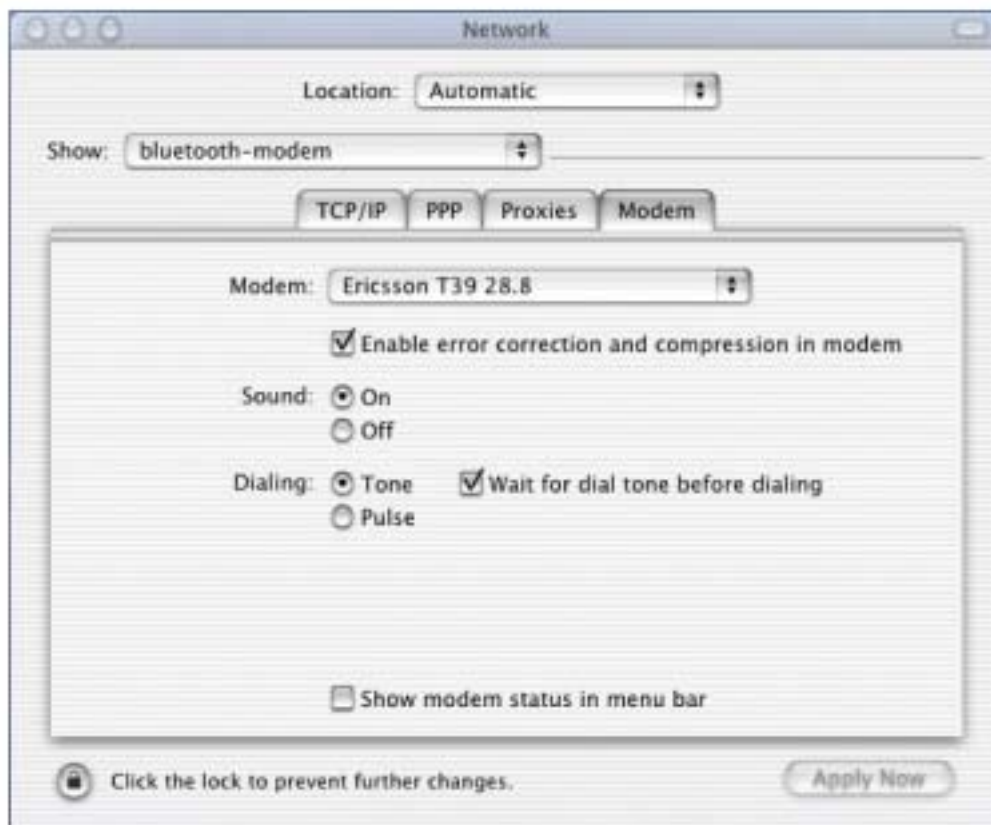 Network
Location: Automatic
Show: bluetooth-modem
TCP/IP PPP Proxies Modem
Modem: Ericsson T39 28.8
Enable error correction and compression in modem
Sound: On
Off
Dialing: Tone Wait for dial tone before dialing
Pulse
Show modem status in menu bar
Click the lock to prevent further changes. Apply Now